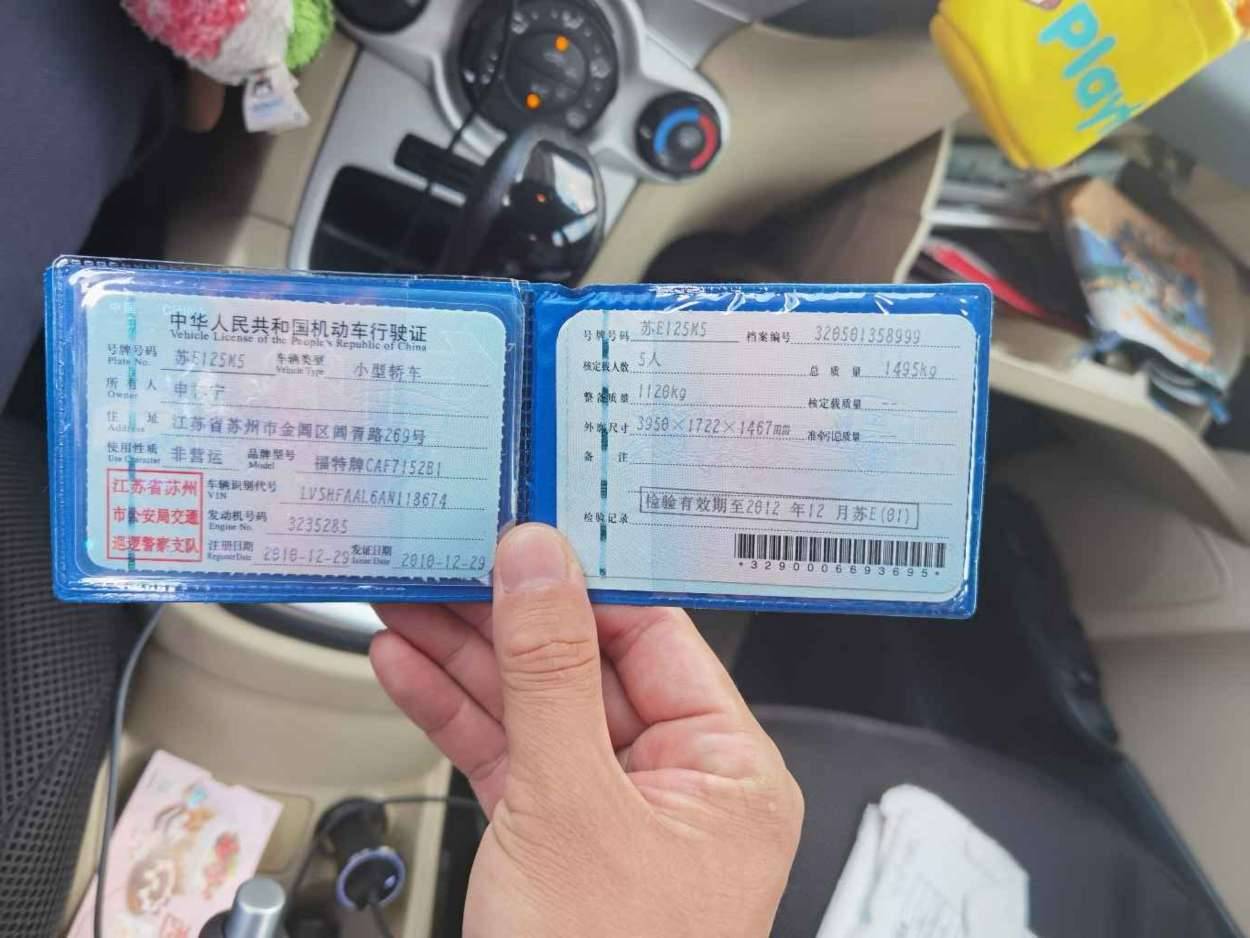 中华人民共和国机动车行驶证
Vehicle License of the People's Republic of China
号牌号码 苏E125M5 车辆类型 小型轿车
Plate No. Vehicle Type
所有人
Owner
住址 江苏省苏州市金阊区阊胥路269号
Address
使用性质 非营运 品牌型号 福特牌CAF7152B1
Use Character Model
江苏省苏州
市公安局交通
巡逻警察支队
车辆识别代号 LVSHFAAL6AN118674
VIN
发动机号码 3235285
Engine No.
注册日期 2010-12-29 发证日期 2010-12-29
Register Date Issue Date
号牌号码 苏E125M5 档案编号 320501358999
核定载人数 5人 总质量 1495kg
整备质量 1120kg 核定载质量 --
外廓尺寸 3950×1722×1467 准牵引总质量 --
备注
检验有效期至2012 年12 月苏E(01)
检验记录
*3290006693695*
Play